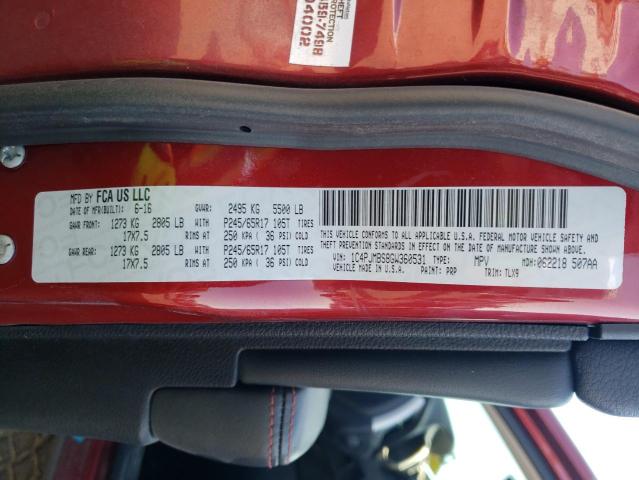 THEFT
PROTECTION
MFD BY FCA US LLC
DATE OF MFR(BUILT): 6-16 GVWR: 2495 KG 5500 LB
GAWR FRONT: 1273 KG 2805 LB WITH P245/65R17 105T TIRES
17X7.5 RIMS AT 250 KPA ( 36 PSI) COLD
GAWR REAR: 1273 KG 2805 LB WITH P245/65R17 105T TIRES
17X7.5 RIMS AT 250 KPA ( 36 PSI) COLD
THIS VEHICLE CONFORMS TO ALL APPLICABLE U.S.A. FEDERAL MOTOR VEHICLE SAFETY AND
THEFT PREVENTION STANDARDS IN EFFECT ON THE DATE OF MANUFACTURE SHOWN ABOVE.
VIN: 1C4PJMBS8GW360531 TYPE: MPV MDH: 062218 507AA
MADE IN U.S.A PAINT: PRP TRIM: TLX9